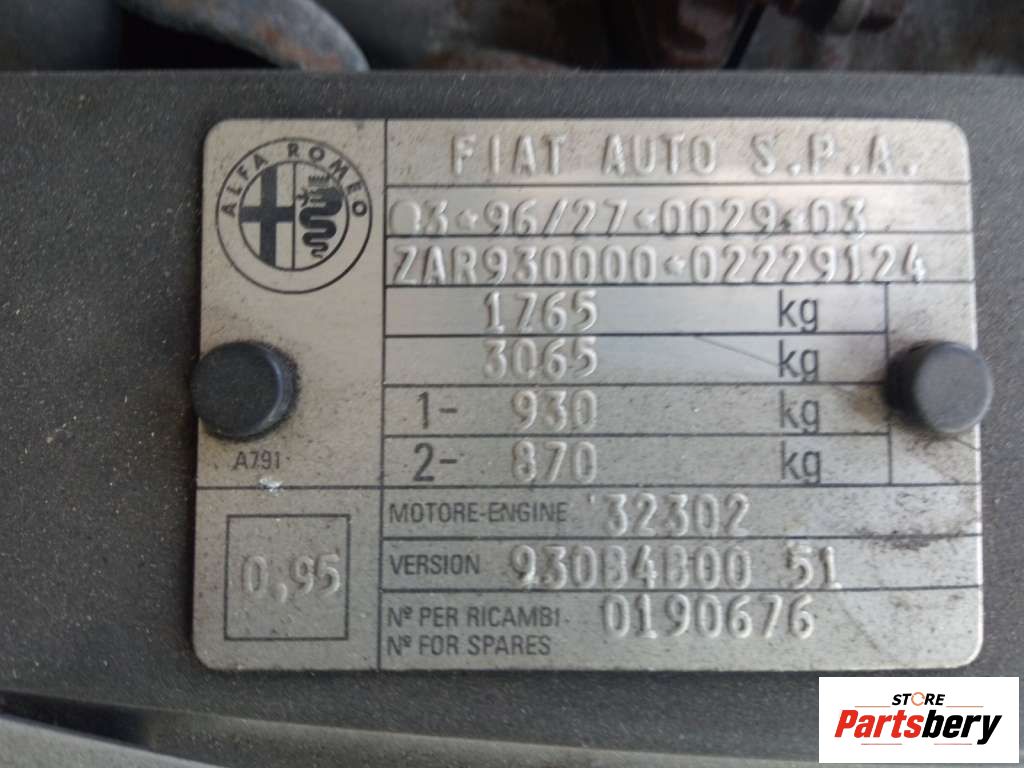 ALFA ROMEO
FIAT AUTO S.P.A.
3*96/27*0029*03
ZAR930000*02229124
1765 kg
3065 kg
1- 930 kg
2- 870 kg
A791
MOTORE-ENGINE 32302
0,95
VERSION 930B4B00 51
Nº PER RICAMBI
Nº FOR SPARES
0190676
STORE
Partsbery